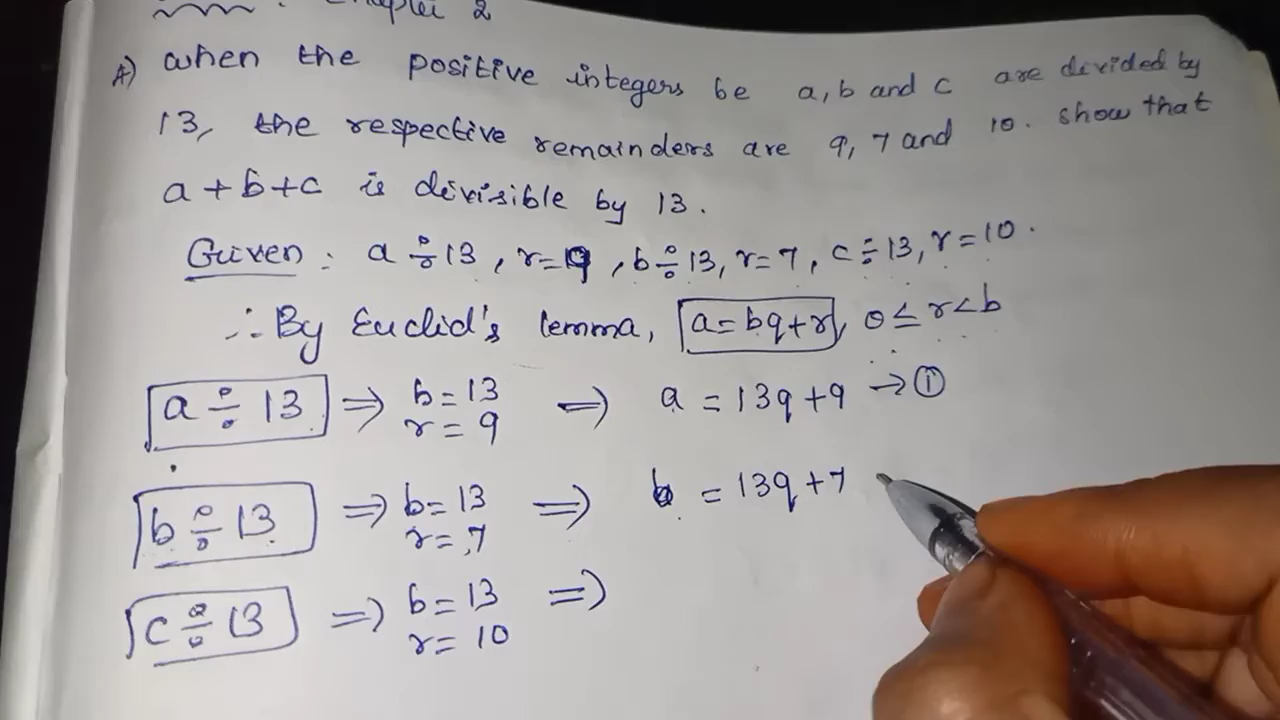 Chapter 2
A) when the positive integers be a, b and c are divided by
13, the respective remainders are 9, 7 and 10. show that
a + b + c is divisible by 13.
Given : a ÷ 13, r = 9, b ÷ 13, r = 7, c ÷ 13, r = 10.
∴ By Euclid's lemma, a = bq + r, 0 ≤ r < b
a ÷ 13 ⇒ b = 13 ⇒ a = 13q + 9 → ①
r = 9
b ÷ 13 ⇒ b = 13 ⇒ b = 13q + 7
r = 7
c ÷ 13 ⇒ b = 13 ⇒
r = 10